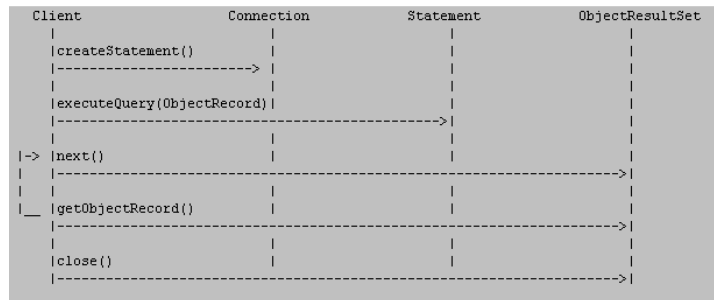 Client Connection Statement ObjectResultSet
createStatement()
executeQuery(ObjectRecord)
next()
getObjectRecord()
close()